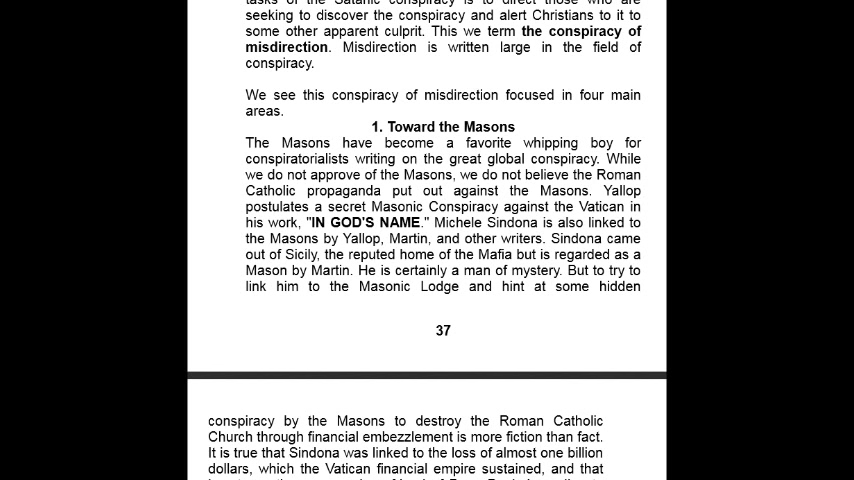 tasks of the Satanic conspiracy is to direct those who are
seeking to discover the conspiracy and alert Christians to it to
some other apparent culprit. This we term the conspiracy of
misdirection. Misdirection is written large in the field of
conspiracy.
We see this conspiracy of misdirection focused in four main
areas.
1. Toward the Masons
The Masons have become a favorite whipping boy for
conspiratorialists writing on the great global conspiracy. While
we do not approve of the Masons, we do not believe the Roman
Catholic propaganda put out against the Masons. Yallop
postulates a secret Masonic Conspiracy against the Vatican in
his work, "IN GOD'S NAME." Michele Sindona is also linked to
the Masons by Yallop, Martin, and other writers. Sindona came
out of Sicily, the reputed home of the Mafia but is regarded as a
Mason by Martin. He is certainly a man of mystery. But to try to
link him to the Masonic Lodge and hint at some hidden
37
conspiracy by the Masons to destroy the Roman Catholic
Church through financial embezzlement is more fiction than fact.
It is true that Sindona was linked to the loss of almost one billion
dollars, which the Vatican financial empire sustained, and that